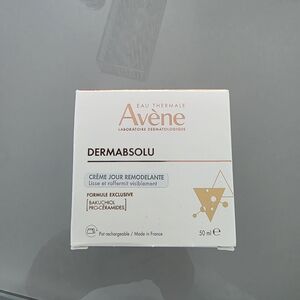 EAU THERMALE
Avène
LABORATOIRE DERMATOLOGIQUE
DERMABSOLU
CRÈME JOUR REMODELANTE
Lisse et raffermit visiblement
FORMULE EXCLUSIVE
BAKUCHIOL
PRO-CÉRAMIDES
Pot rechargeable / Made in France
50 ml ℮